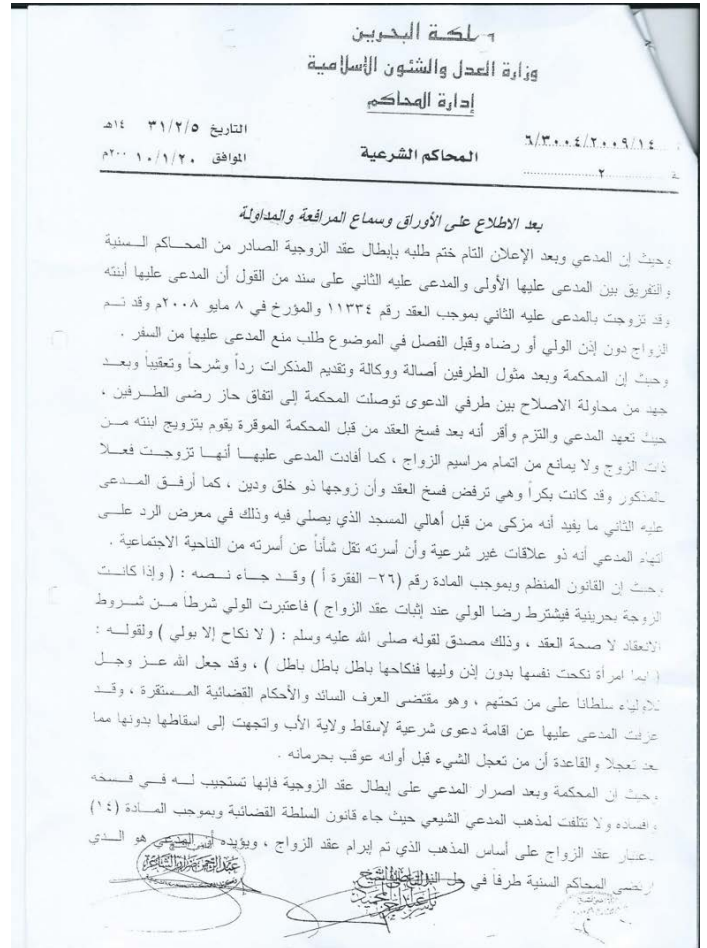 مملكة البحرين
وزارة العدل والشئون الإسلامية
إدارة المحاكم
التاريخ ٣١/٢/٥ ١٤هـ
٦/٣٠٠٤/٢٠٠٩/١٤
المحاكم الشرعية
الموافق ١٠/١/٢٠ ٢٠٠م
٢
بعد الاطلاع على الأوراق وسماع المرافعة والمداولة
وحيث إن المدعي وبعد الإعلان التام ختم طلبه بإبطال عقد الزوجية الصادر من المحاكم السنية
والتفريق بين المدعى عليها الأولى والمدعى عليه الثاني على سند من القول أن المدعى عليها أبنته
وقد تزوجت بالمدعى عليه الثاني بموجب العقد رقم ١١٣٣٤ والمؤرخ في ٨ مايو ٢٠٠٨م وقد تم
الزواج دون إذن الولي أو رضاه وقبل الفصل في الموضوع طلب منع المدعى عليها من السفر .
وحيث إن المحكمة وبعد مثول الطرفين أصالة ووكالة وتقديم المذكرات رداً وشرحاً وتعقيباً وبعد
جهد من محاولة الاصلاح بين طرفي الدعوى توصلت المحكمة إلى اتفاق حاز رضى الطرفين ،
حيث تعهد المدعي والتزم وأقر أنه بعد فسخ العقد من قبل المحكمة الموقرة يقوم بتزويج ابنته من
ذات الزوج ولا يمانع من اتمام مراسيم الزواج ، كما أفادت المدعى عليها أنها تزوجت فعلا
بالمذكور وقد كانت بكراً وهي ترفض فسخ العقد وأن زوجها ذو خلق ودين ، كما أرفق المدعى
عليه الثاني ما يفيد أنه مزكى من قبل أهالي المسجد الذي يصلي فيه وذلك في معرض الرد على
اتهام المدعي أنه ذو علاقات غير شرعية وأن أسرته تقل شأناً عن أسرته من الناحية الاجتماعية .
وحيث إن القانون المنظم وبموجب المادة رقم (٢٦- الفقرة أ ) وقد جاء نصه : ( وإذا كانت
الزوجة بحرينية فيشترط رضا الولي عند إثبات عقد الزواج ) فاعتبرت الولي شرطاً من شروط
الانعقاد لا صحة العقد ، وذلك مصدق لقوله صلى الله عليه وسلم : ( لا نكاح إلا بولي ) ولقوله :
( ايما امرأة نكحت نفسها بدون إذن وليها فنكاحها باطل باطل باطل ) ، وقد جعل الله عز وجل
للاولياء سلطاناً على من تحتهم ، وهو مقتضى العرف السائد والأحكام القضائية المستقرة ، وقد
عزفت المدعى عليها عن اقامة دعوى شرعية لإسقاط ولاية الأب واتجهت إلى اسقاطها بدونها مما
يعد تعجلا والقاعدة أن من تعجل الشيء قبل أوانه عوقب بحرمانه .
وحيث ان المحكمة وبعد اصرار المدعي على إبطال عقد الزوجية فإنها تستجيب له في فسخه
وافساده ولا تتلفت لمذهب المدعي الشيعي حيث جاء قانون السلطة القضائية وبموجب المادة (١٤)
باعتبار عقد الزواج على أساس المذهب الذي تم إبرام عقد الزواج ، ويؤيده أن المدعي هو الذي
ارتضى المحاكم السنية طرفاً في حل